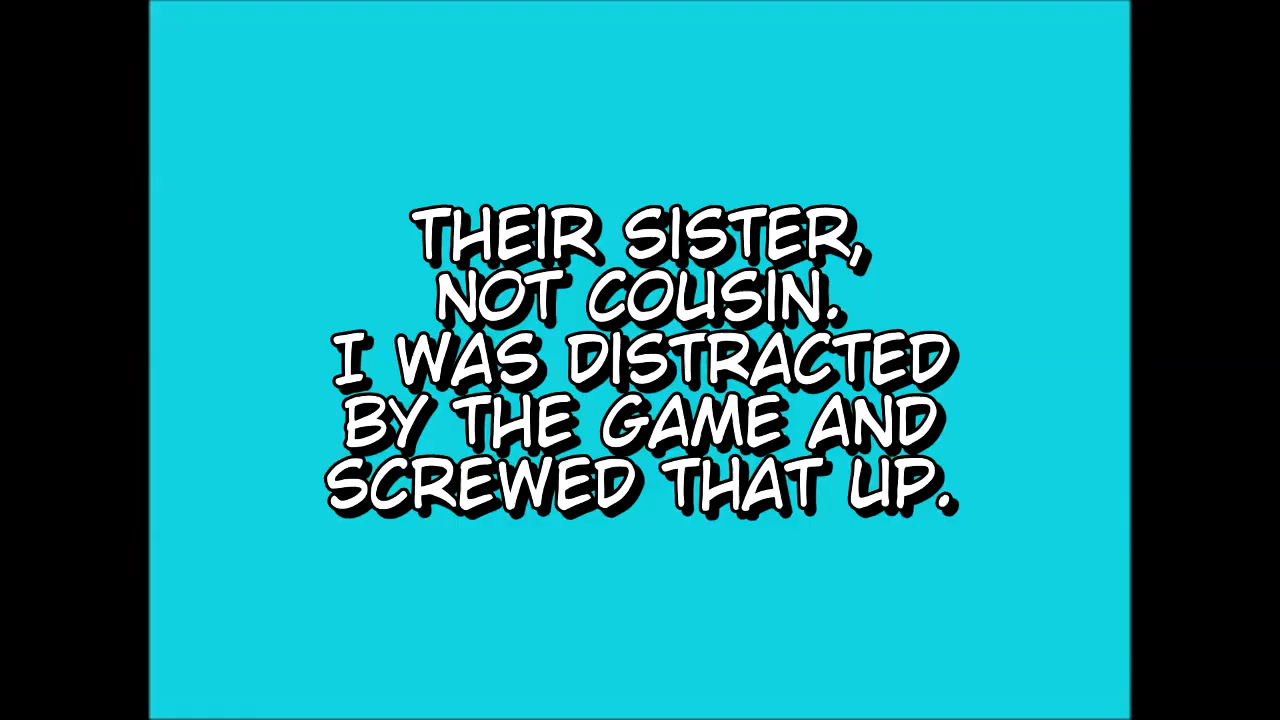 THEIR SISTER,
NOT COUSIN.
I WAS DISTRACTED
BY THE GAME AND
SCREWED THAT UP.